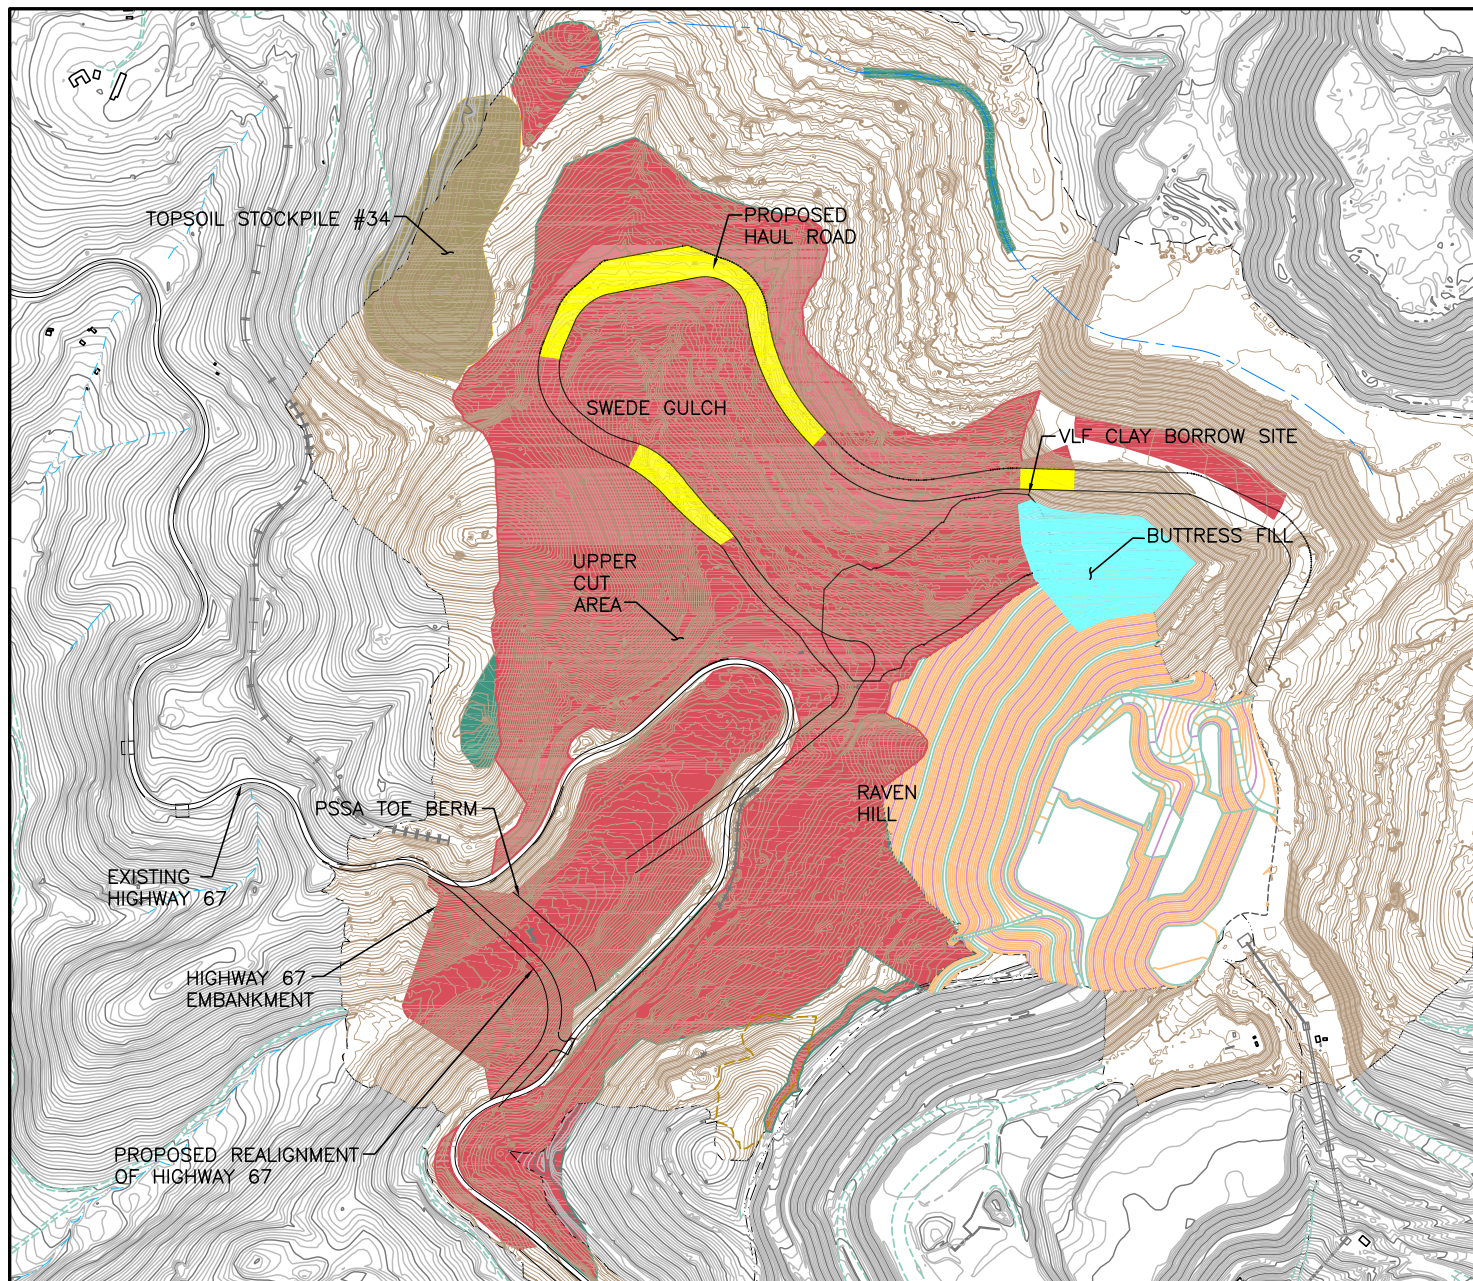 TOPSOIL STOCKPILE #34
PROPOSED
HAUL ROAD
SWEDE GULCH
VLF CLAY BORROW SITE
BUTTRESS FILL
UPPER
CUT
AREA
RAVEN
HILL
PSSA TOE BERM
EXISTING
HIGHWAY 67
HIGHWAY 67
EMBANKMENT
PROPOSED REALIGNMENT
OF HIGHWAY 67